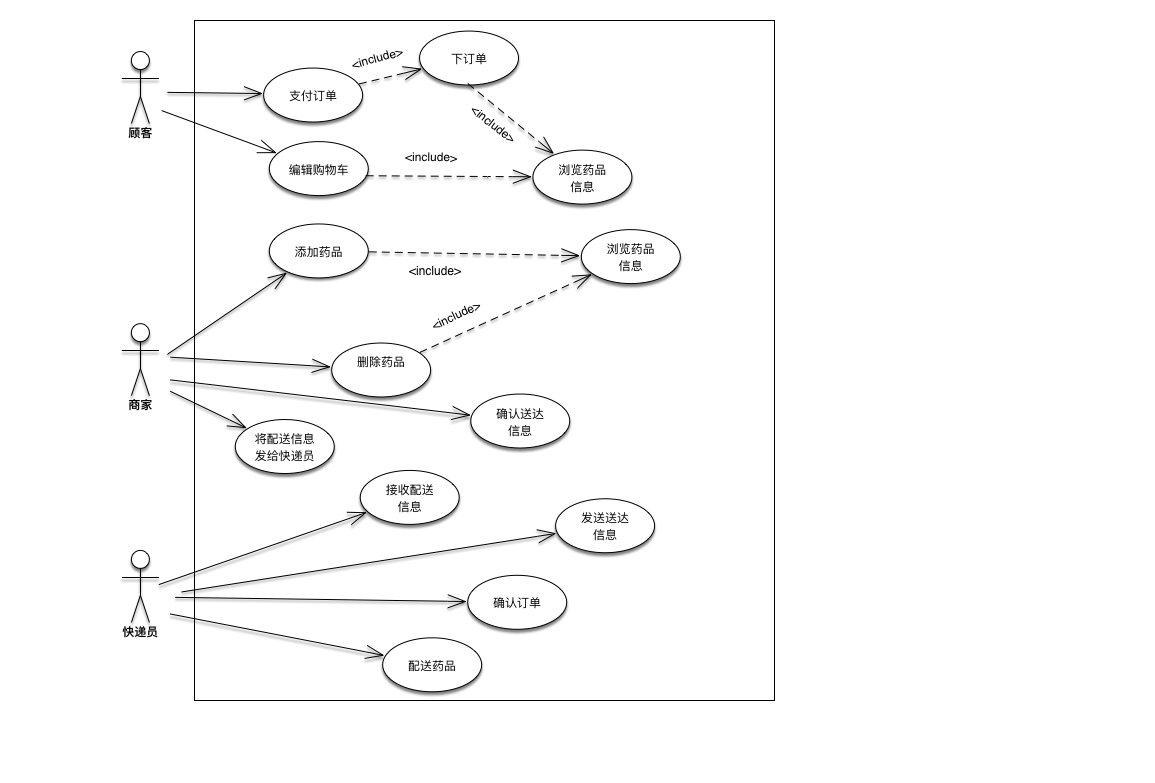 <include>
下订单
支付订单
顾客
<include>
<include>
编辑购物车
浏览药品
信息
添加药品
浏览药品
信息
<include>
<include>
删除药品
商家
确认送达
信息
将配送信息
发给快递员
接收配送
信息
发送送达
信息
确认订单
快递员
配送药品